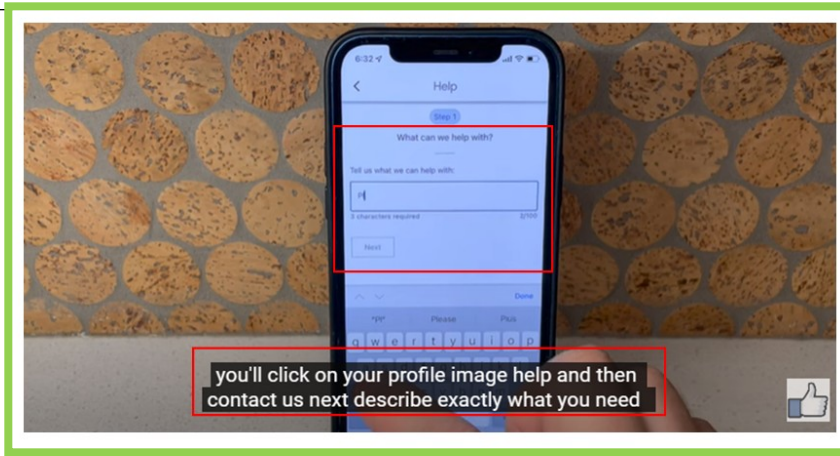 6:32
Help
Step 1
What can we help with?
Tell us what we can help with:
Pl
3 characters required 2/100
Next
Done
"Pl" Please Plus
q w e r t y u i o p
you'll click on your profile image help and then
contact us next describe exactly what you need